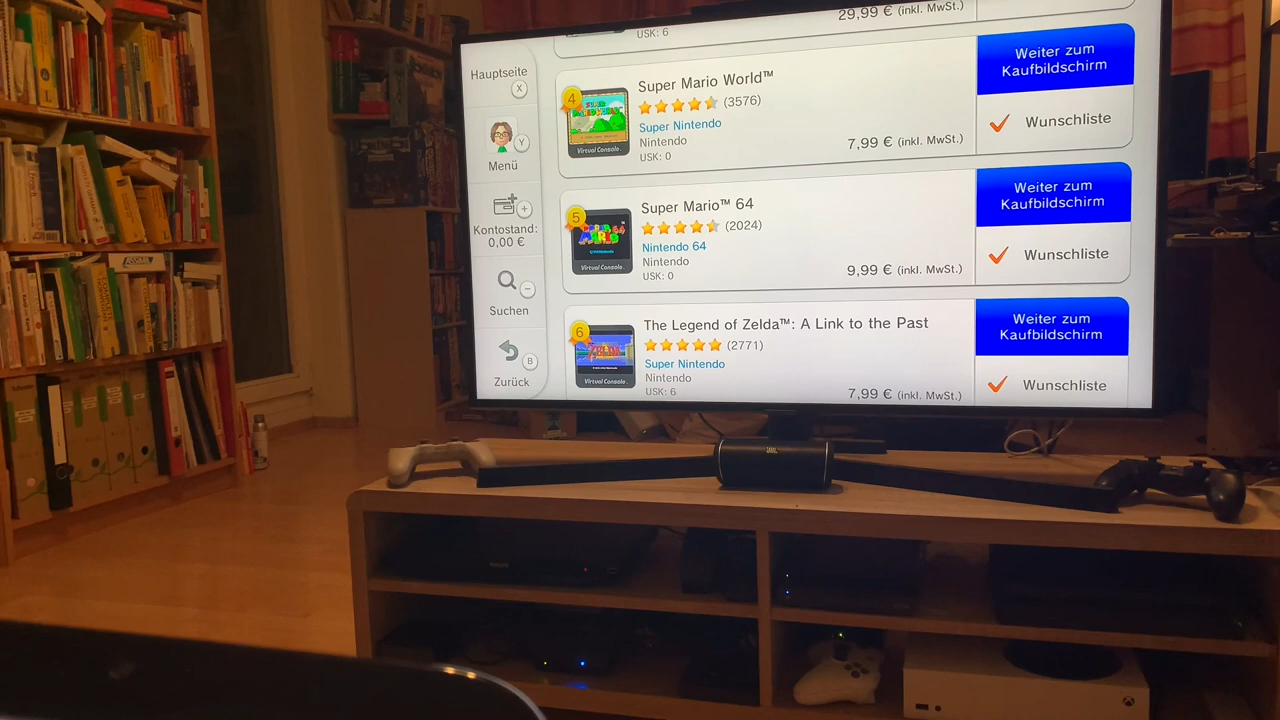 29,99 € (inkl. MwSt.)
USK: 6
Hauptseite
X
Y
Menü
+
Kontostand:
0,00 €
Suchen
−
B
Zurück
4
Super Mario World™
(3576)
Super Nintendo
Nintendo
USK: 0
7,99 € (inkl. MwSt.)
Virtual Console.
Weiter zum
Kaufbildschirm
Wunschliste
5
Super Mario™ 64
(2024)
Nintendo 64
Nintendo
USK: 0
9,99 € (inkl. MwSt.)
Virtual Console.
Weiter zum
Kaufbildschirm
Wunschliste
6
The Legend of Zelda™: A Link to the Past
(2771)
Super Nintendo
Nintendo
USK: 6
7,99 € (inkl. MwSt.)
Virtual Console.
Weiter zum
Kaufbildschirm
Wunschliste
JBL